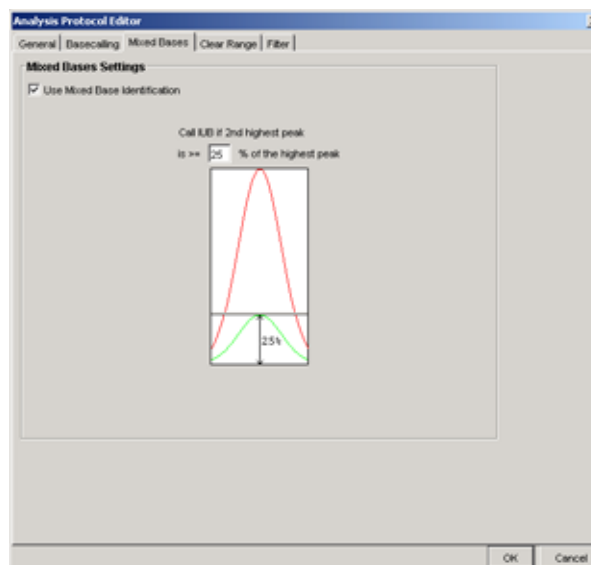 Analysis Protocol Editor
General Basecalling Mixed Bases Clear Range Filter
Mixed Bases Settings
Use Mixed Base Identification
Call IUB if 2nd highest peak
is >= 25 % of the highest peak
25%
OK Cancel